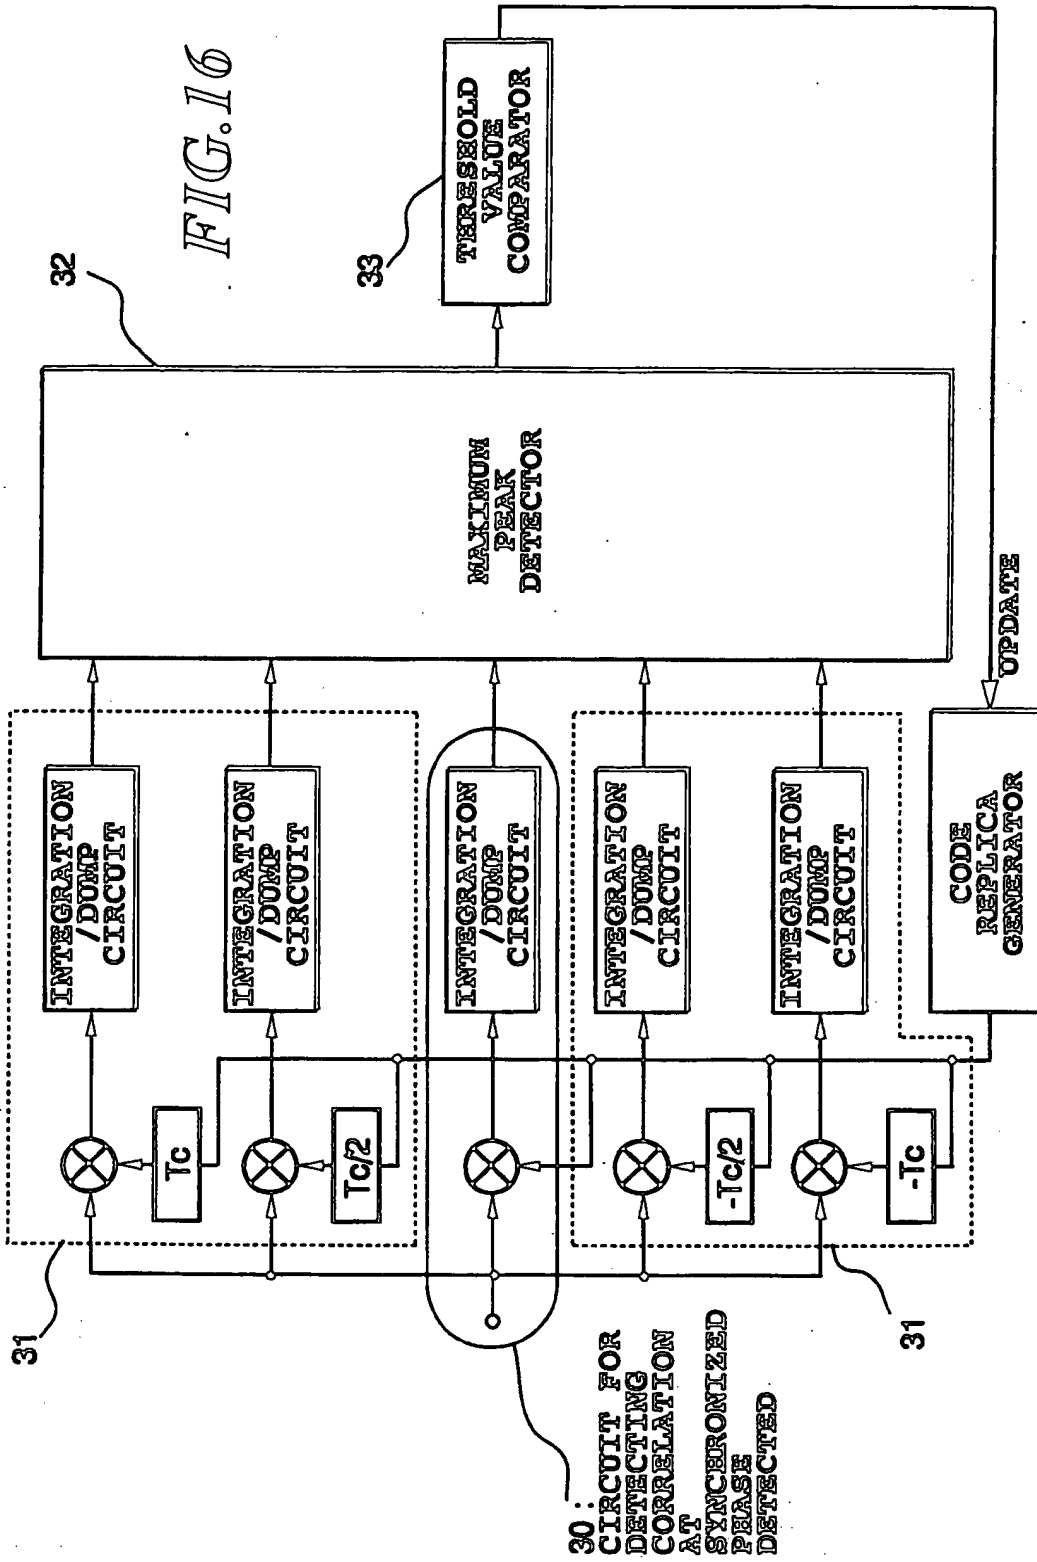 FIG.16
31
Tc
INTEGRATION
/DUMP
CIRCUIT
Tc/2
INTEGRATION
/DUMP
CIRCUIT
32
MAXIMUM
PEAK
DETECTOR
33
THRESHOLD
VALUE
COMPARATOR
30:
CIRCUIT FOR
DETECTING
CORRELATION
AT
SYNCHRONIZED
PHASE
DETECTED
INTEGRATION
/DUMP
CIRCUIT
-Tc/2
INTEGRATION
/DUMP
CIRCUIT
-Tc
INTEGRATION
/DUMP
CIRCUIT
31
CODE
REPLICA
GENERATOR
UPDATE